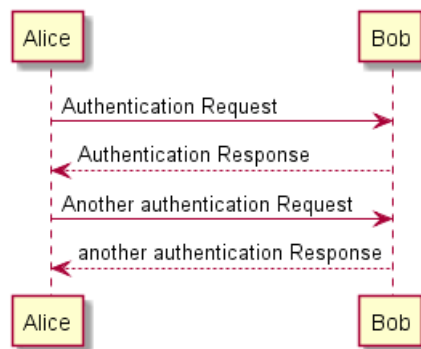 Alice Bob
Authentication Request
Authentication Response
Another authentication Request
another authentication Response
Alice Bob